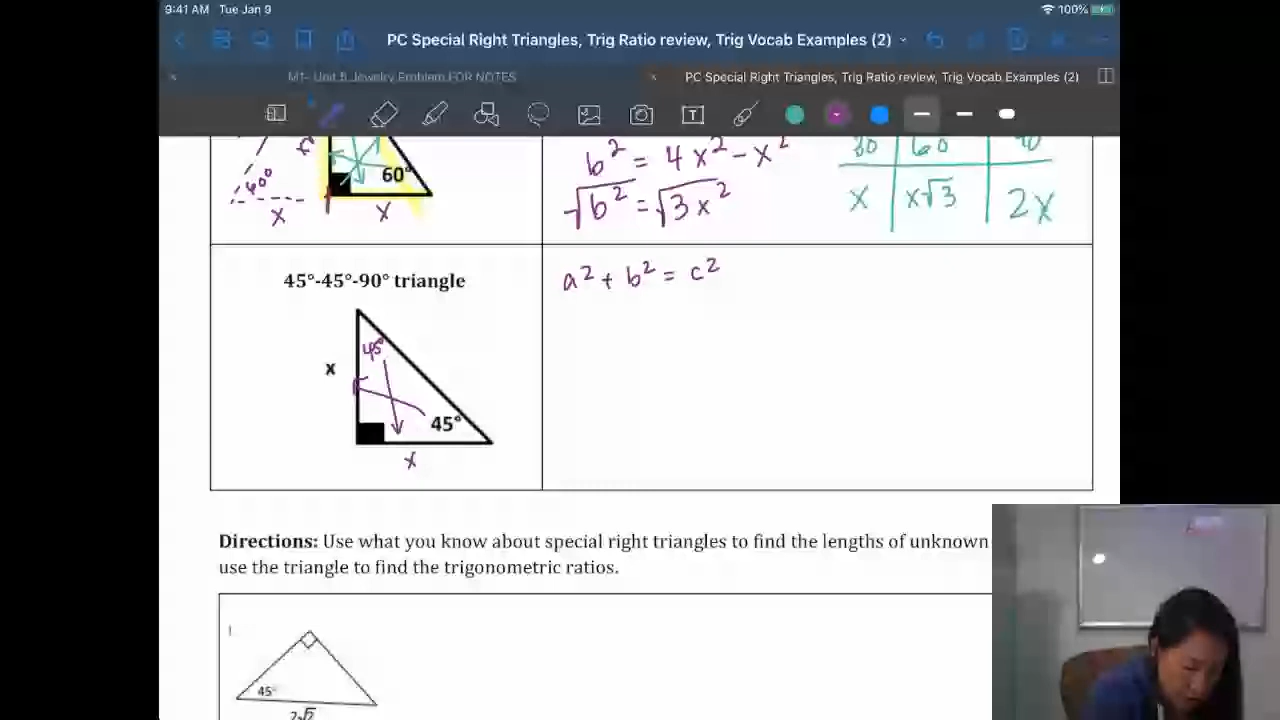 9:41 AM Tue Jan 9
100%
PC Special Right Triangles, Trig Ratio review, Trig Vocab Examples (2)
M1- Unit 5 Jewelry Problem FOR NOTES
PC Special Right Triangles, Trig Ratio review, Trig Vocab Examples (2)
60°
60°
x
x
b² = 4x² - x²
√b² = √3x²
30 60 90
x x√3 2x
45°-45°-90° triangle
a² + b² = c²
45°
x
45°
x
Directions: Use what you know about special right triangles to find the lengths of unknown
use the triangle to find the trigonometric ratios.
45°
2√2